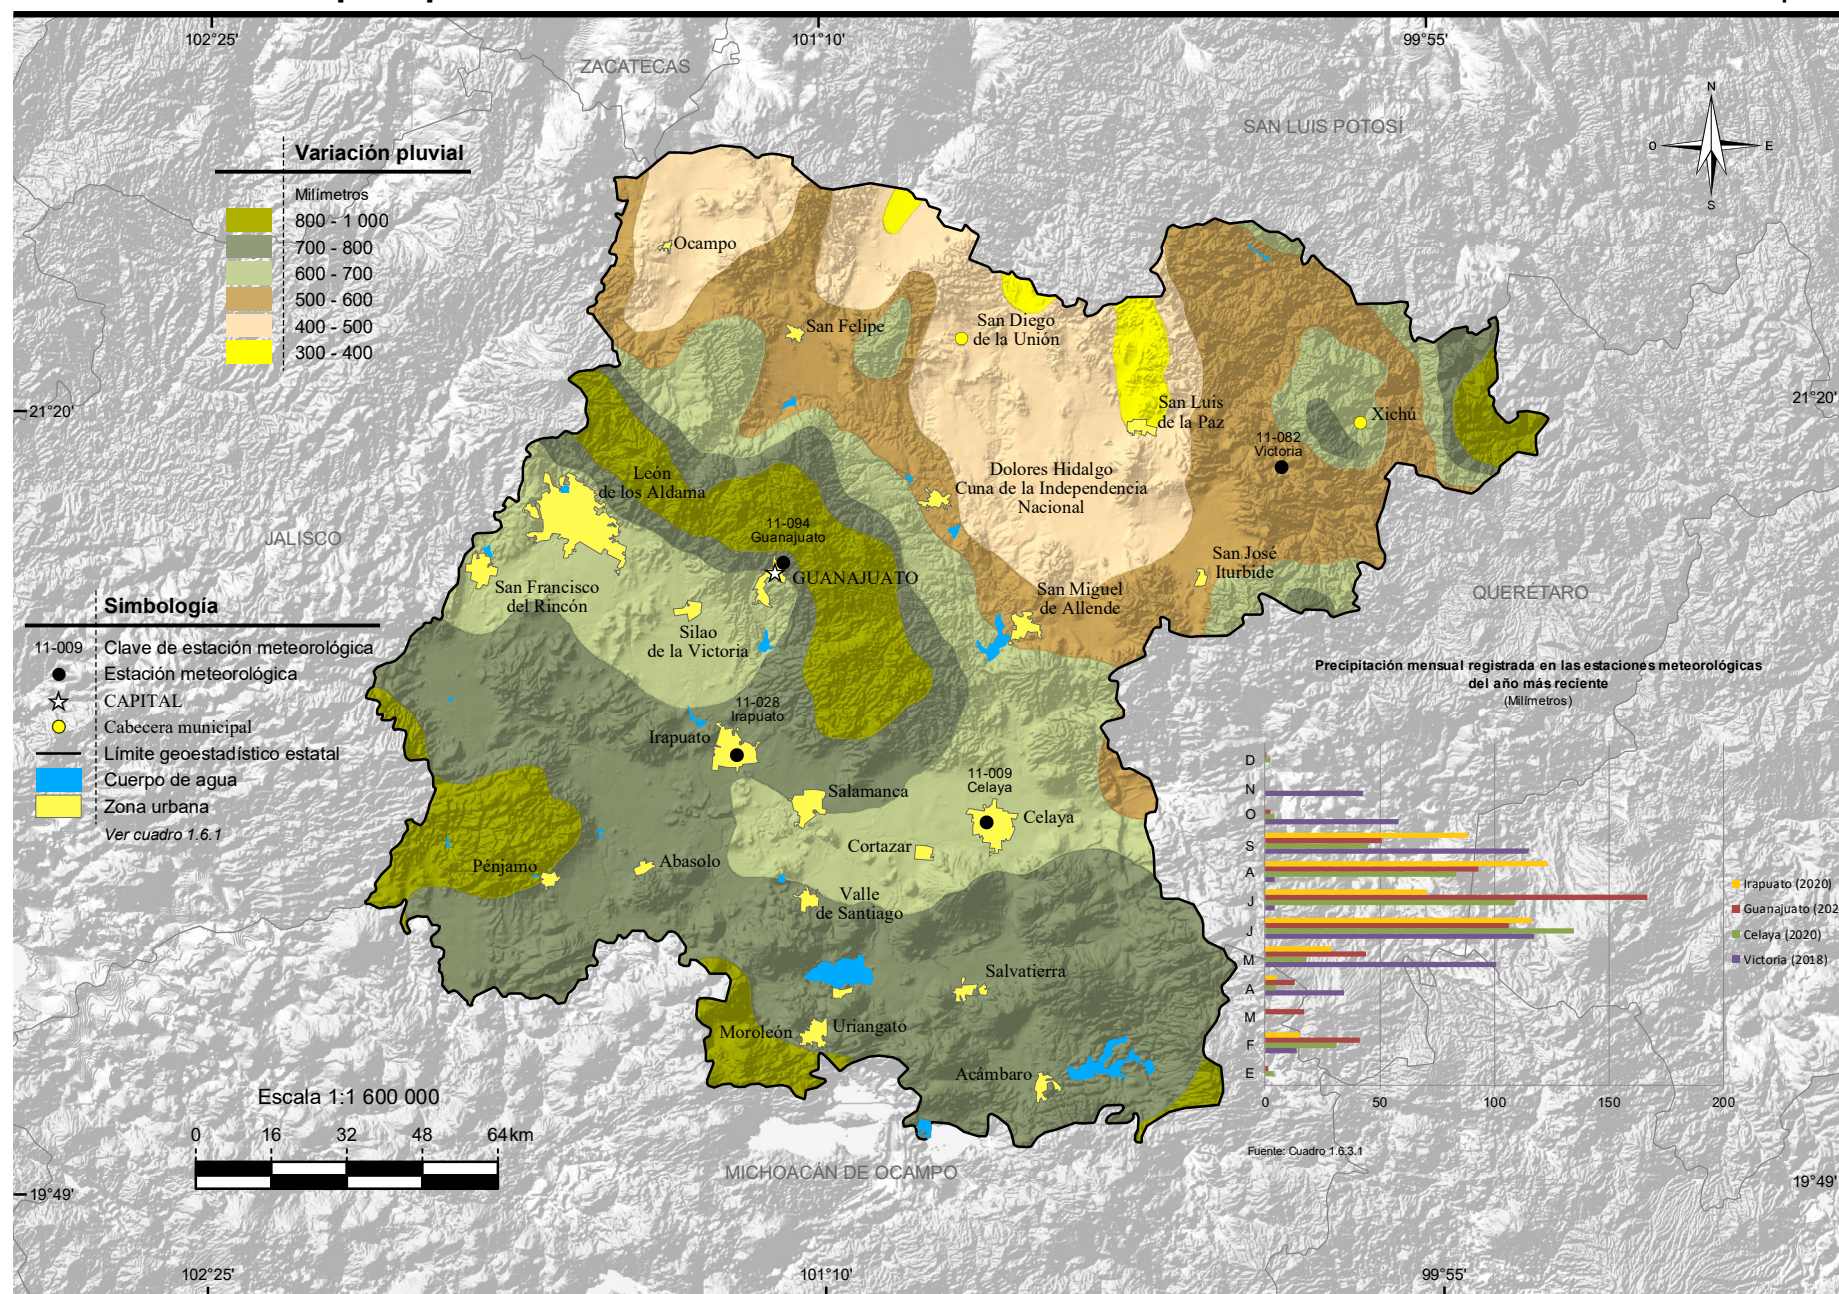 102°25'
101°10'
99°55'
ZACATECAS
SAN LUIS POTOSÍ
N
O
E
S
Variación pluvial
Milímetros
800 - 1 000
700 - 800
600 - 700
500 - 600
400 - 500
300 - 400
Ocampo
San Felipe
San Diego
de la Unión
21°20'
21°20'
San Luis
de la Paz
Xichú
11-082
Victoria
León
de los Aldama
Dolores Hidalgo
Cuna de la Independencia
Nacional
11-094
Guanajuato
GUANAJUATO
JALISCO
San Francisco
del Rincón
San José
Iturbide
San Miguel
de Allende
QUERÉTARO
Silao
de la Victoria
Simbología
11-009 Clave de estación meteorológica
Estación meteorológica
CAPITAL
Cabecera municipal
Límite geoestadístico estatal
Cuerpo de agua
Zona urbana
Ver cuadro 1.6.1
11-028
Irapuato
Irapuato
Salamanca
11-009
Celaya
Celaya
Cortazar
Pénjamo
Abasolo
Valle
de Santiago
Salvatierra
Moroleón
Uriangato
Acámbaro
Precipitación mensual registrada en las estaciones meteorológicas
del año más reciente
(Milímetros)
D
N
O
S
A
J
J
M
A
M
F
E
0 50 100 150 200
Irapuato (2020)
Guanajuato (202
Celaya (2020)
Victoria (2018)
Fuente: Cuadro 1.6.3.1
Escala 1:1 600 000
0 16 32 48 64 km
MICHOACÁN DE OCAMPO
19°49'
19°49'
102°25'
101°10'
99°55'